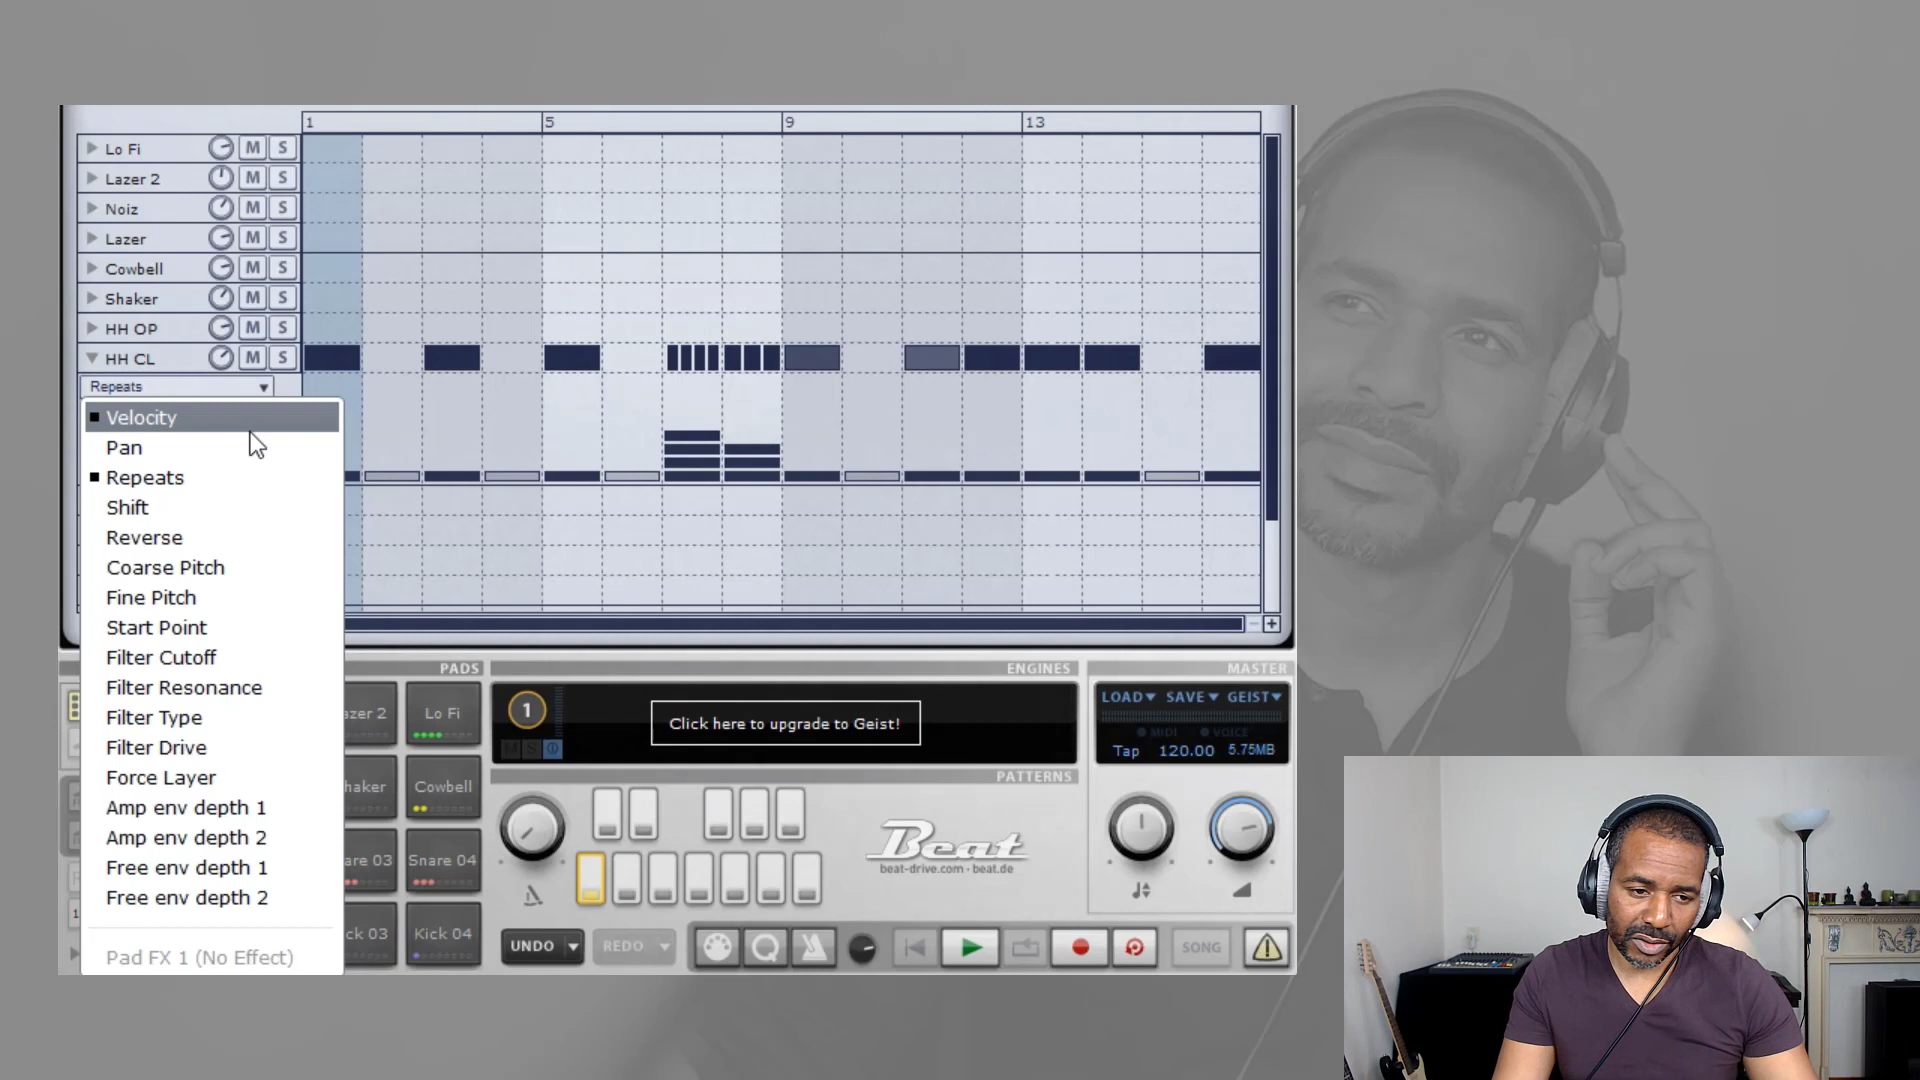 1 5 9 13
Lo Fi M S
Lazer 2 M S
Noiz M S
Lazer M S
Cowbell M S
Shaker M S
HH OP M S
HH CL M S
Repeats
Velocity
Pan
Repeats
Shift
Reverse
Coarse Pitch
Fine Pitch
Start Point
Filter Cutoff
Filter Resonance
Filter Type
Filter Drive
Force Layer
Amp env depth 1
Amp env depth 2
Free env depth 1
Free env depth 2
Pad FX 1 (No Effect)
PADS
azer 2 Lo Fi
haker Cowbell
are 03 Snare 04
ck 03 Kick 04
ENGINES
1
M S
Click here to upgrade to Geist!
MASTER
LOAD SAVE GEIST
MIDI VOICE
Tap 120.00 5.75MB
PATTERNS
Beat
beat-drive.com · beat.de
UNDO REDO SONG